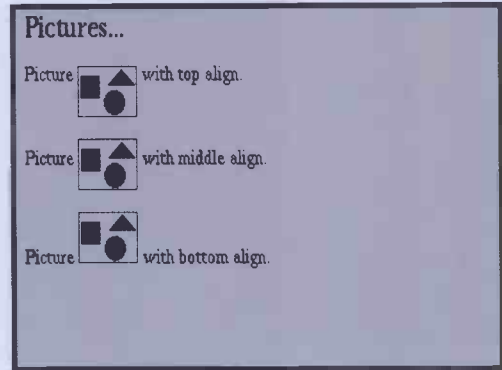 Pictures...
Picture with top align.
Picture with middle align.
Picture with bottom align.